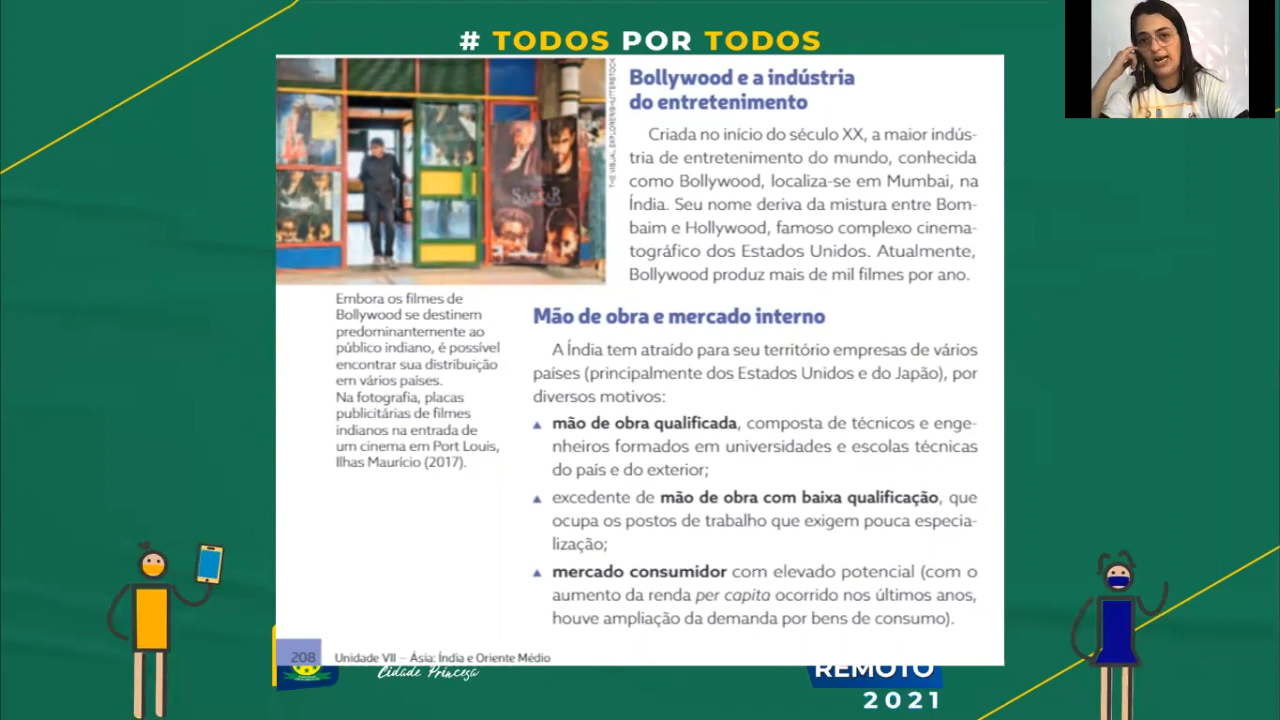 # TODOS POR TODOS
THE VISUAL EXPLORER/SHUTTERSTOCK
SARKAR
Bollywood e a indústria
do entretenimento
Criada no início do século XX, a maior indús-
tria de entretenimento do mundo, conhecida
como Bollywood, localiza-se em Mumbai, na
Índia. Seu nome deriva da mistura entre Bom-
baim e Hollywood, famoso complexo cinema-
tográfico dos Estados Unidos. Atualmente,
Bollywood produz mais de mil filmes por ano.
Embora os filmes de
Bollywood se destinem
predominantemente ao
público indiano, é possível
encontrar sua distribuição
em vários países.
Na fotografia, placas
publicitárias de filmes
indianos na entrada de
um cinema em Port Louis,
Ilhas Maurício (2017).
Mão de obra e mercado interno
A Índia tem atraído para seu território empresas de vários
países (principalmente dos Estados Unidos e do Japão), por
diversos motivos:
mão de obra qualificada, composta de técnicos e enge-
nheiros formados em universidades e escolas técnicas
do país e do exterior;
excedente de mão de obra com baixa qualificação, que
ocupa os postos de trabalho que exigem pouca especia-
lização;
mercado consumidor com elevado potencial (com o
aumento da renda per capita ocorrido nos últimos anos,
houve ampliação da demanda por bens de consumo).
208 Unidade VII – Ásia: Índia e Oriente Médio
Cidade Princesa
REMOTO
2021